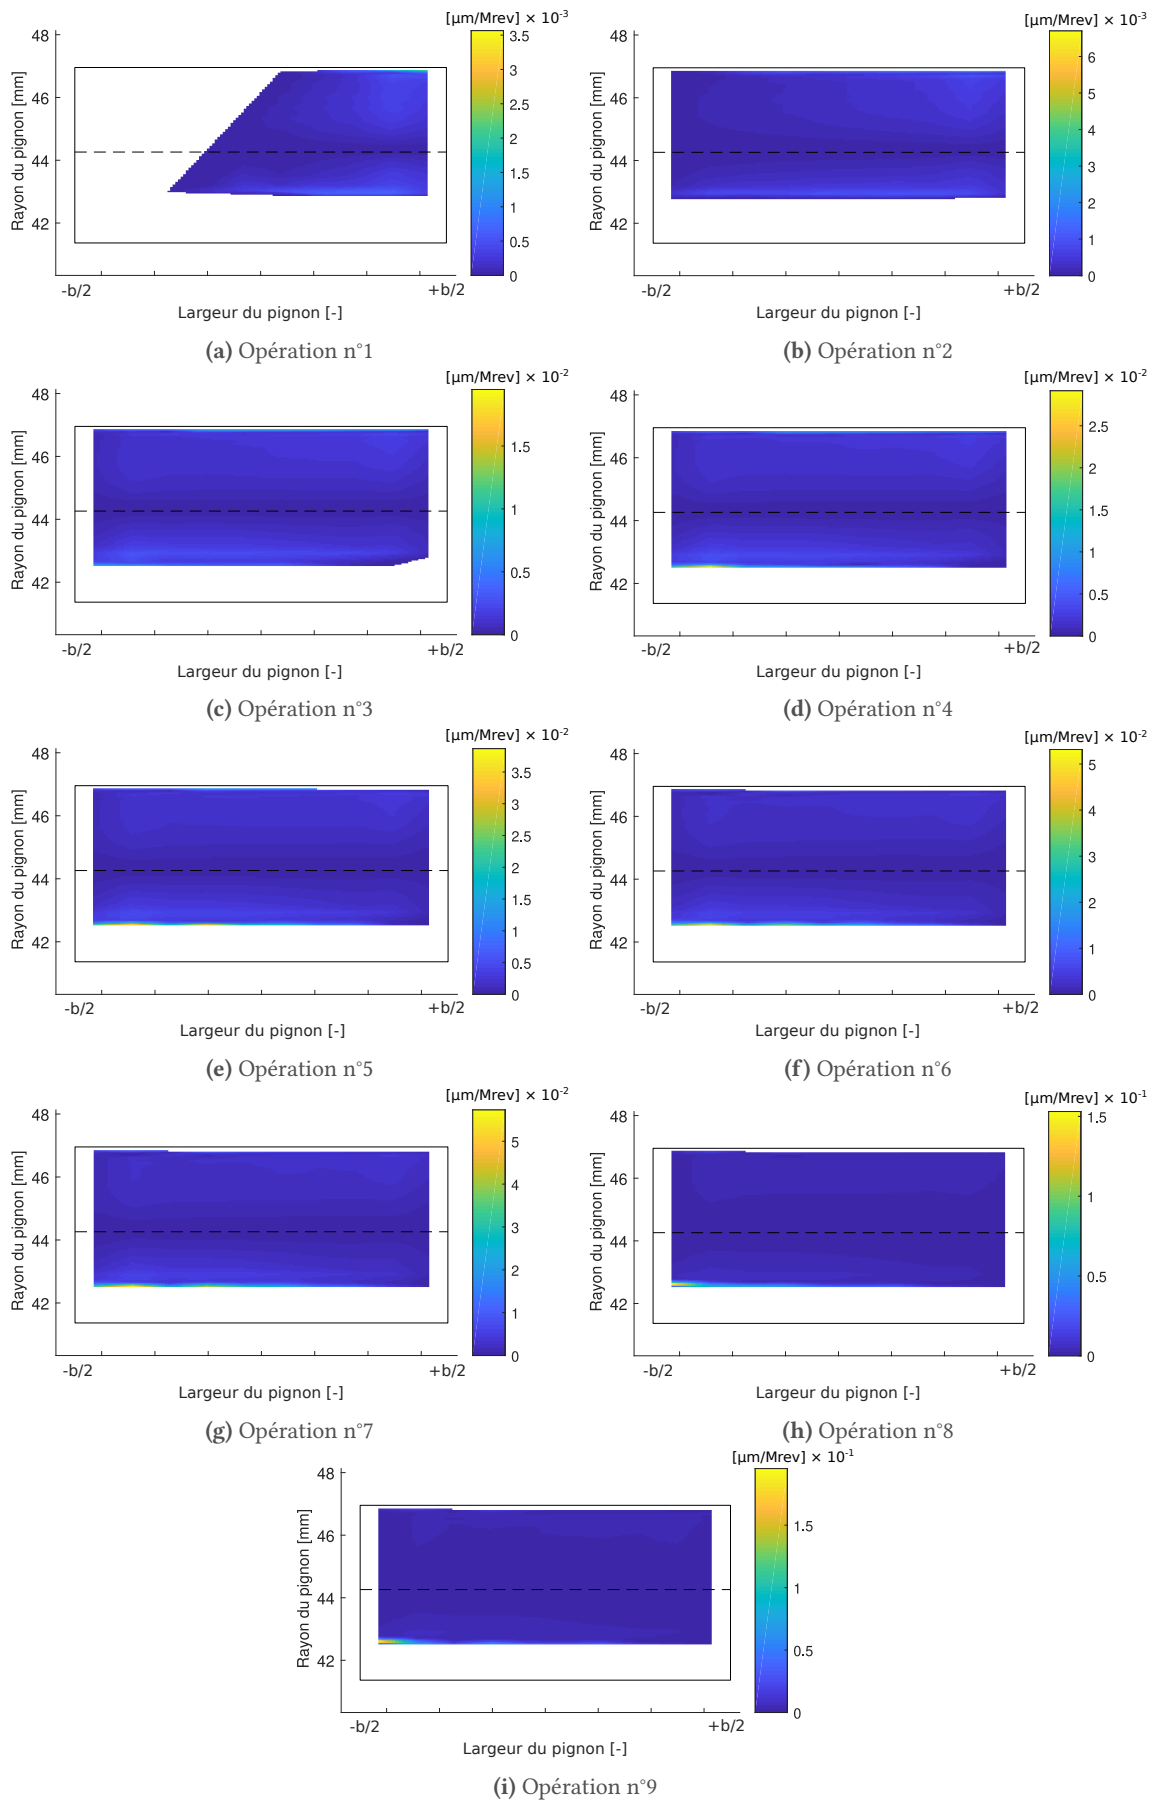 [μm/Mrev] × 10⁻³
Rayon du pignon [mm]
48
46
44
42
3.5
3
2.5
2
1.5
1
0.5
0
-b/2 +b/2
Largeur du pignon [-]
(a) Opération n°1
[μm/Mrev] × 10⁻³
Rayon du pignon [mm]
48
46
44
42
6
5
4
3
2
1
0
-b/2 +b/2
Largeur du pignon [-]
(b) Opération n°2
[μm/Mrev] × 10⁻²
Rayon du pignon [mm]
48
46
44
42
1.5
1
0.5
0
-b/2 +b/2
Largeur du pignon [-]
(c) Opération n°3
[μm/Mrev] × 10⁻²
Rayon du pignon [mm]
48
46
44
42
2.5
2
1.5
1
0.5
0
-b/2 +b/2
Largeur du pignon [-]
(d) Opération n°4
[μm/Mrev] × 10⁻²
Rayon du pignon [mm]
48
46
44
42
3.5
3
2.5
2
1.5
1
0.5
0
-b/2 +b/2
Largeur du pignon [-]
(e) Opération n°5
[μm/Mrev] × 10⁻²
Rayon du pignon [mm]
48
46
44
42
5
4
3
2
1
0
-b/2 +b/2
Largeur du pignon [-]
(f) Opération n°6
[μm/Mrev] × 10⁻²
Rayon du pignon [mm]
48
46
44
42
5
4
3
2
1
0
-b/2 +b/2
Largeur du pignon [-]
(g) Opération n°7
[μm/Mrev] × 10⁻¹
Rayon du pignon [mm]
48
46
44
42
1.5
1
0.5
0
-b/2 +b/2
Largeur du pignon [-]
(h) Opération n°8
[μm/Mrev] × 10⁻¹
Rayon du pignon [mm]
48
46
44
42
1.5
1
0.5
0
-b/2 +b/2
Largeur du pignon [-]
(i) Opération n°9